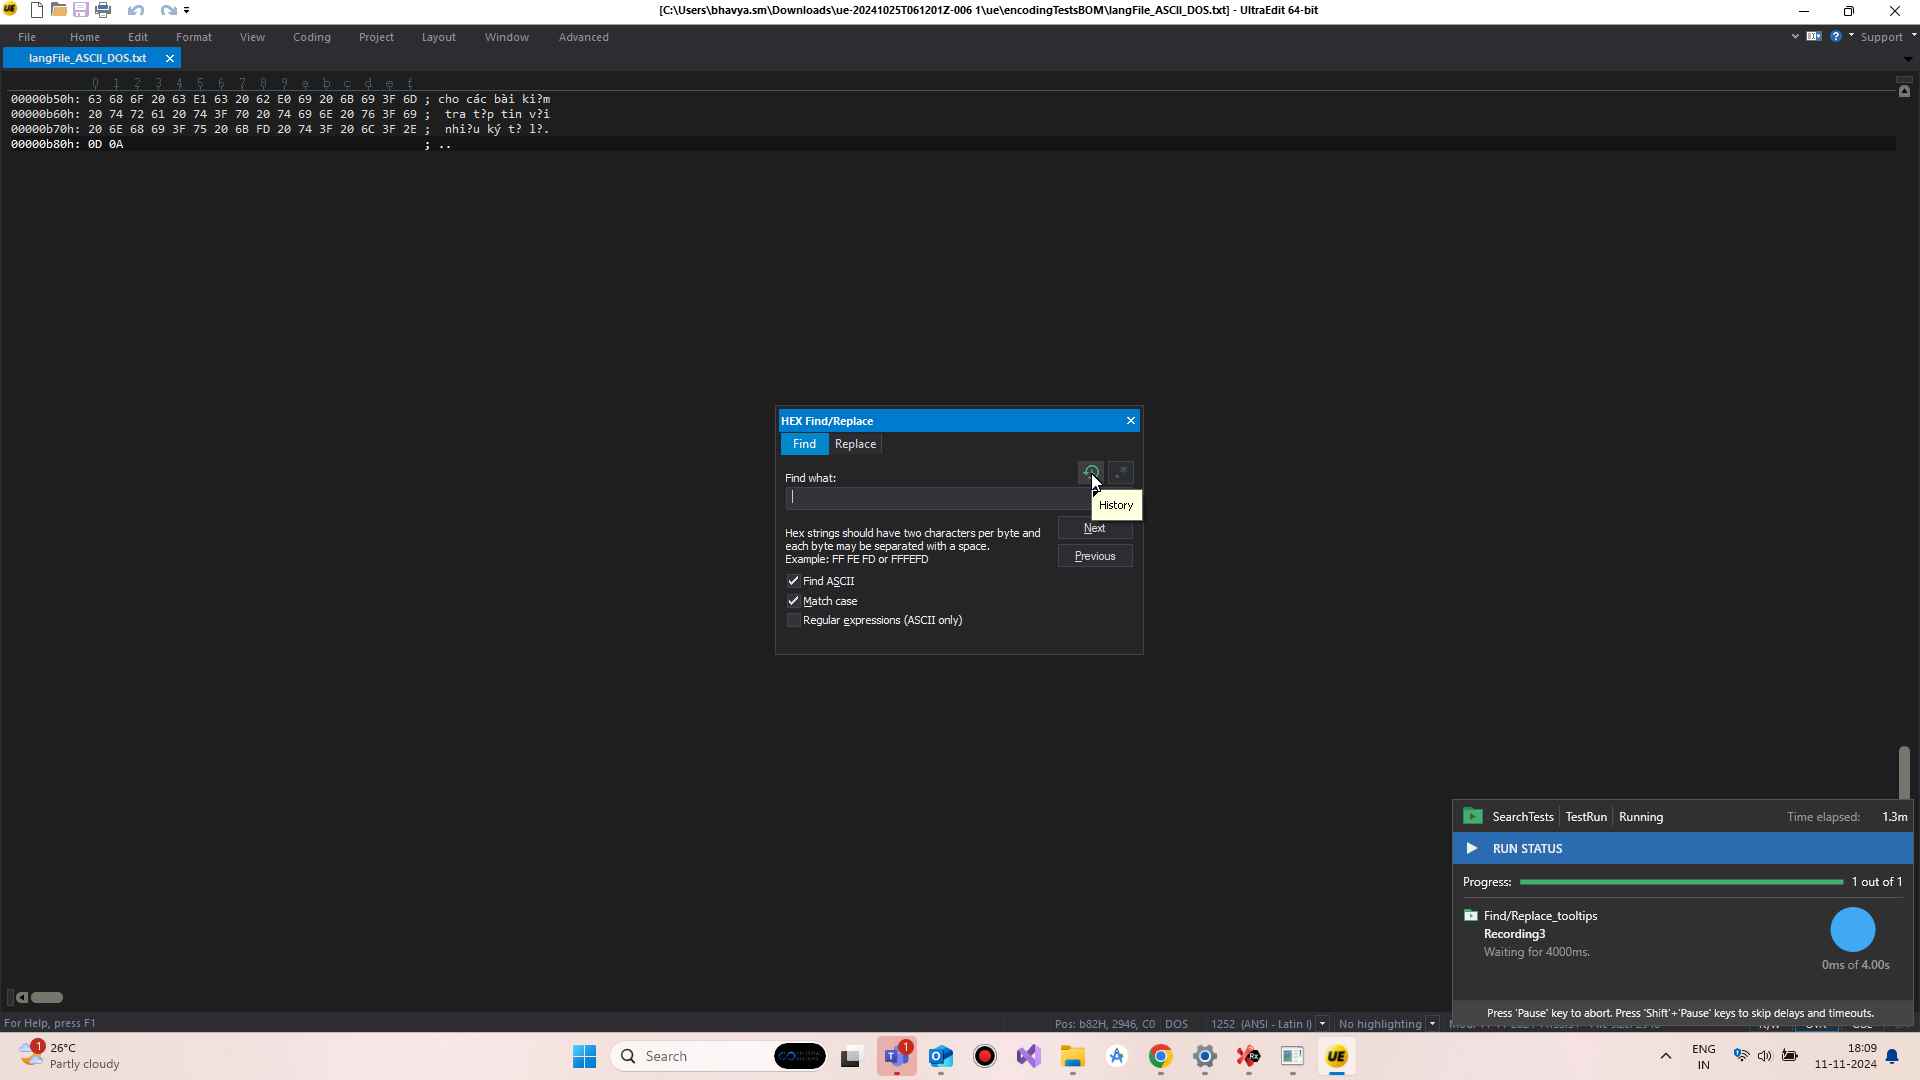 [C:\Users\bhavya.sm\Downloads\ue-20241025T061201Z-006 1\ue\encodingTestsBOM\langFile_ASCII_DOS.txt] - UltraEdit 64-bit
File Home Edit Format View Coding Project Layout Window Advanced Support
langFile_ASCII_DOS.txt
0 1 2 3 4 5 6 7 8 9 a b c d e f
00000b50h: 63 68 6F 20 63 E1 63 20 62 E0 69 20 6B 69 3F 6D ; cho các bài ki?m
00000b60h: 20 74 72 61 20 74 3F 70 20 74 69 6E 20 76 3F 69 ; tra t?p tin v?i
00000b70h: 20 6E 68 69 3F 75 20 6B FD 20 74 3F 20 6C 3F 2E ; nhi?u ký t? l?.
00000b80h: 0D 0A ; ..
HEX Find/Replace
Find Replace
Find what:
History
Hex strings should have two characters per byte and
each byte may be separated with a space.
Example: FF FE FD or FFFEFD
Next
Previous
Find ASCII
Match case
Regular expressions (ASCII only)
SearchTests TestRun Running Time elapsed: 1.3m
RUN STATUS
Progress: 1 out of 1
Find/Replace_tooltips
Recording3
Waiting for 4000ms.
0ms of 4.00s
Press 'Pause' key to abort. Press 'Shift'+'Pause' keys to skip delays and timeouts.
For Help, press F1
Pos: b82H, 2946, C0 DOS 1252 (ANSI - Latin I) No highlighting
1
26°C
Partly cloudy
Search
1
UE
ENG
IN
18:09
11-11-2024